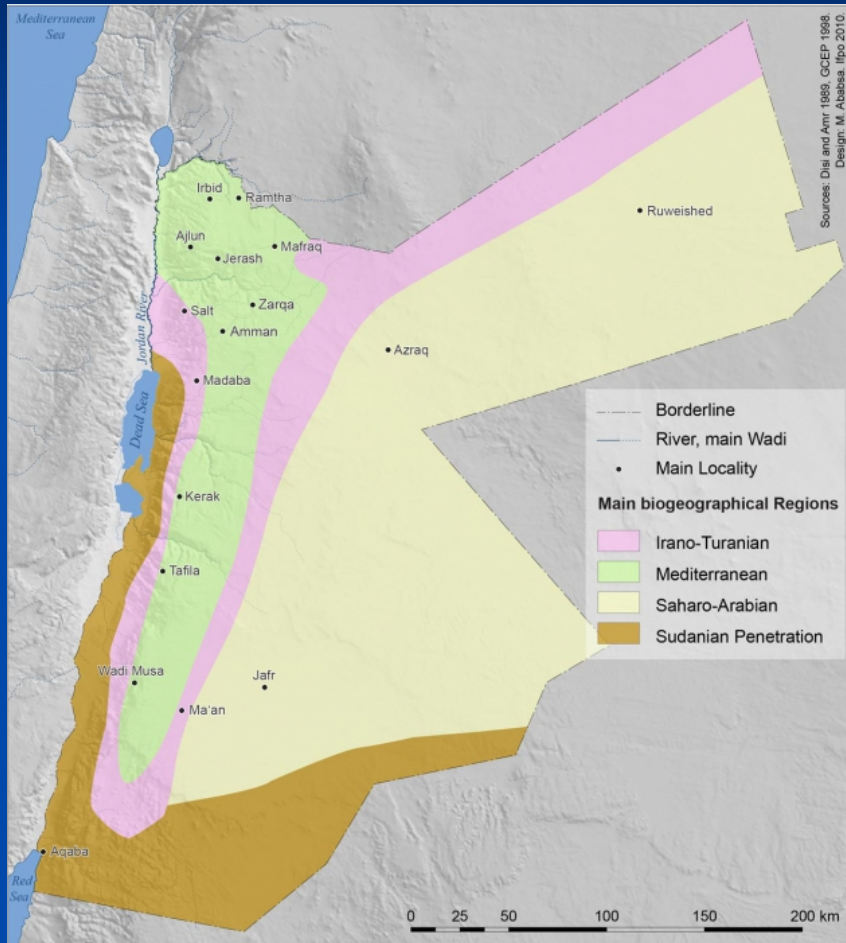 Mediterranean
Sea
Sources: Disi and Amr 1989, GCEP 1998.
Design: M. Ababsa. Ifpo 2010.
Irbid
Ramtha
Ruweished
Ajlun
Mafraq
Jerash
Jordan River
Salt
Zarqa
Amman
Azraq
Madaba
Dead Sea
Borderline
River, main Wadi
Main Locality
Kerak
Main biogeographical Regions
Irano-Turanian
Mediterranean
Saharo-Arabian
Sudanian Penetration
Tafila
Wadi Musa
Jafr
Ma'an
Aqaba
Red
Sea
0 25 50 100 150 200 km